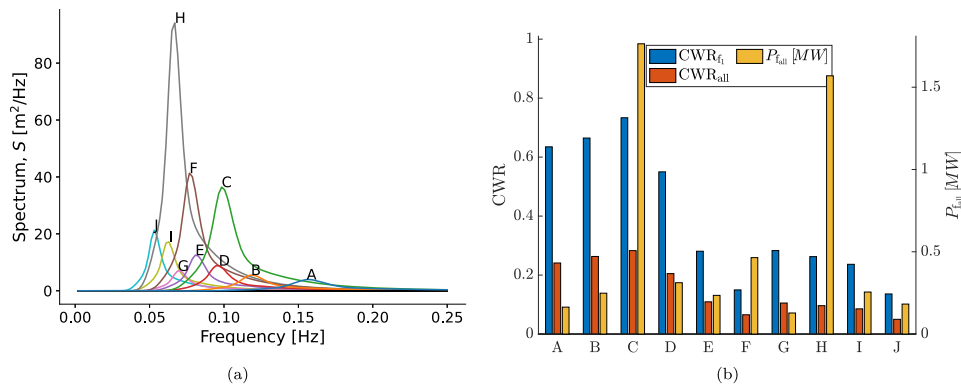 H
F
C
J
I
G
E
D
B
A
80
60
40
20
0
Spectrum, S [m²/Hz]
0.00 0.05 0.10 0.15 0.20 0.25
Frequency [Hz]
(a)
CWR_f₁ P_fall [MW]
CWR_all
1
0.8
0.6
0.4
0.2
0
CWR
1.5
1
0.5
0
P_fall [MW]
A B C D E F G H I J
(b)